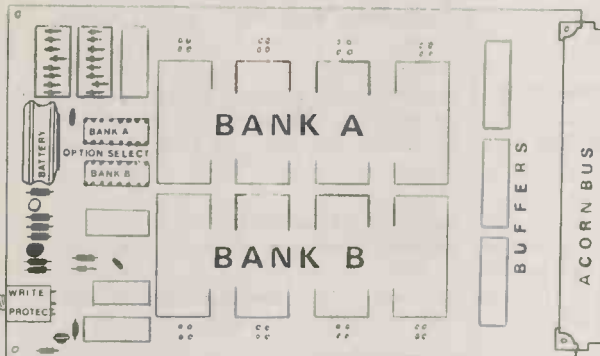 BANK A
BATTERY
BANK A
OPTION SELECT
BANK B
BUFFERS
ACORN BUS
BANK B
WRITE
PROTECT